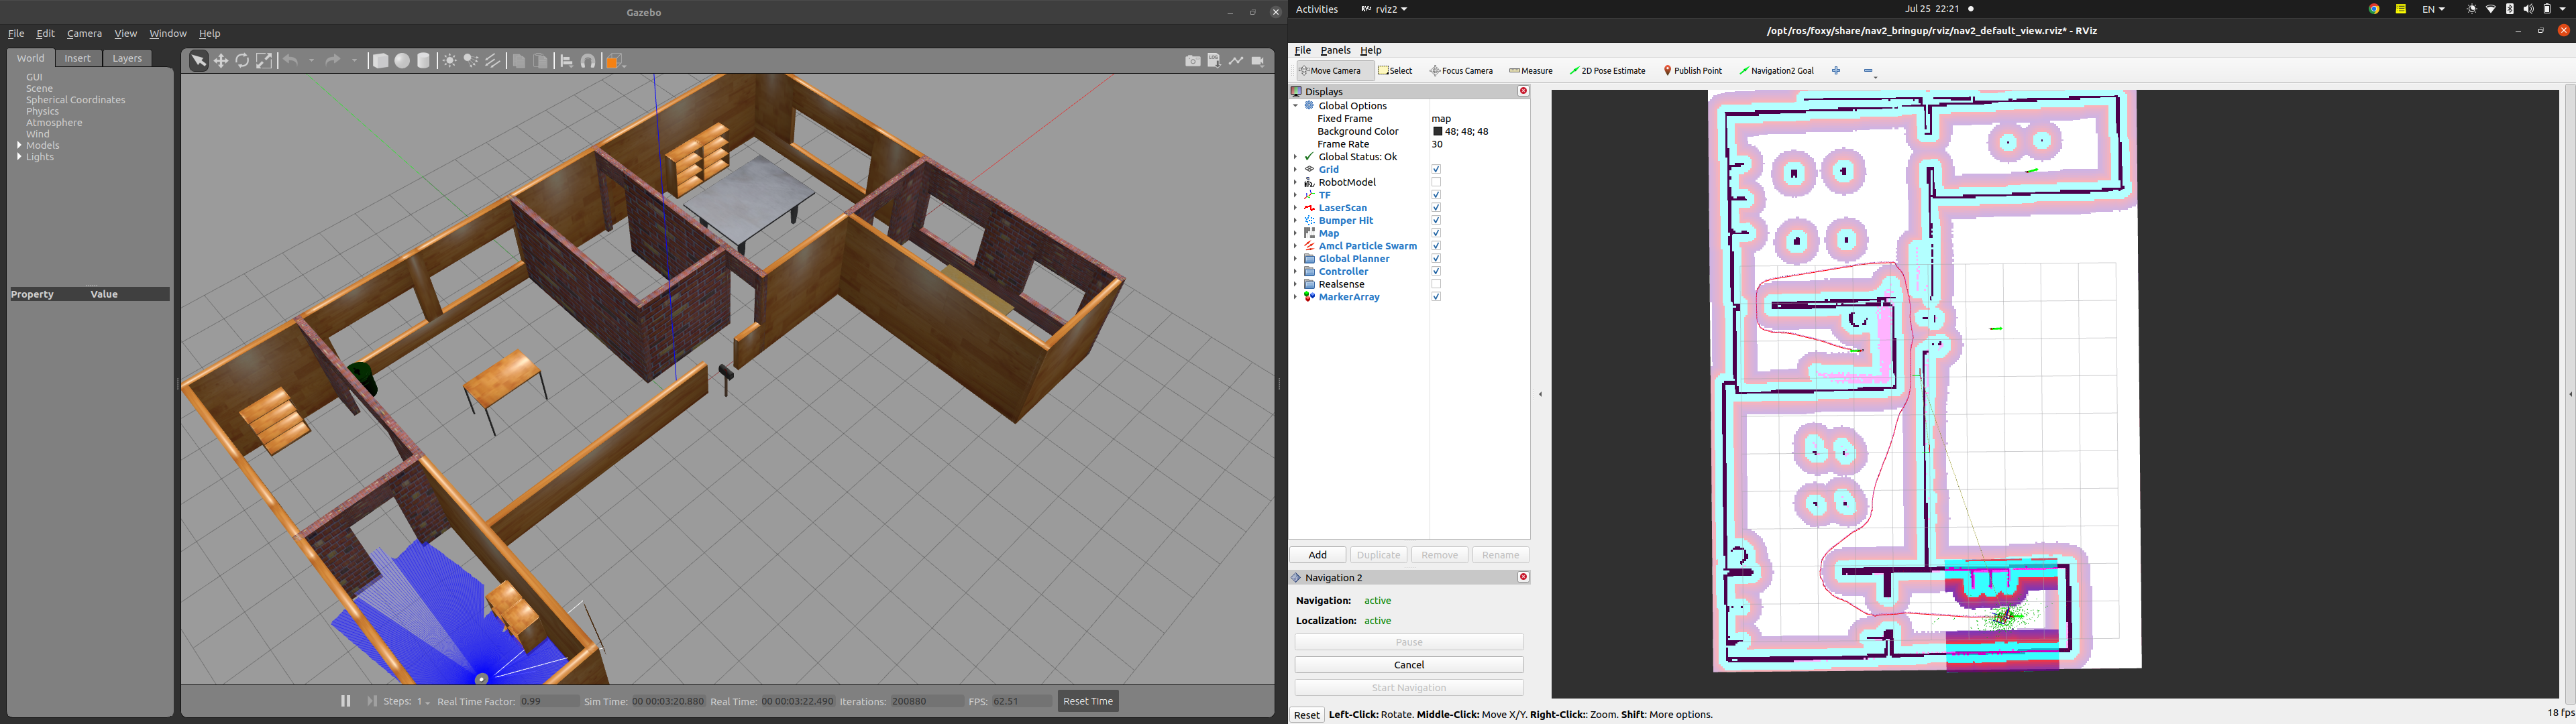 Gazebo
File Edit Camera View Window Help
World Insert Layers
GUI
Scene
Spherical Coordinates
Physics
Atmosphere
Wind
Models
Lights
Property Value
Steps: 1 Real Time Factor: 0.99 Sim Time: 00 00:03:20.880 Real Time: 00 00:03:22.490 Iterations: 200880 FPS: 62.51 Reset Time
Activities rviz2 Jul 25 22:21 EN
/opt/ros/foxy/share/nav2_bringup/rviz/nav2_default_view.rviz* - RViz
File Panels Help
Move Camera Select Focus Camera Measure 2D Pose Estimate Publish Point Navigation2 Goal
Displays
Global Options
Fixed Frame map
Background Color 48; 48; 48
Frame Rate 30
Global Status: Ok
Grid
RobotModel
TF
LaserScan
Bumper Hit
Map
Amcl Particle Swarm
Global Planner
Controller
Realsense
MarkerArray
Add Duplicate Remove Rename
Navigation 2
Navigation: active
Localization: active
Pause
Cancel
Start Navigation
Reset Left-Click: Rotate. Middle-Click: Move X/Y. Right-Click:: Zoom. Shift: More options. 18 fps